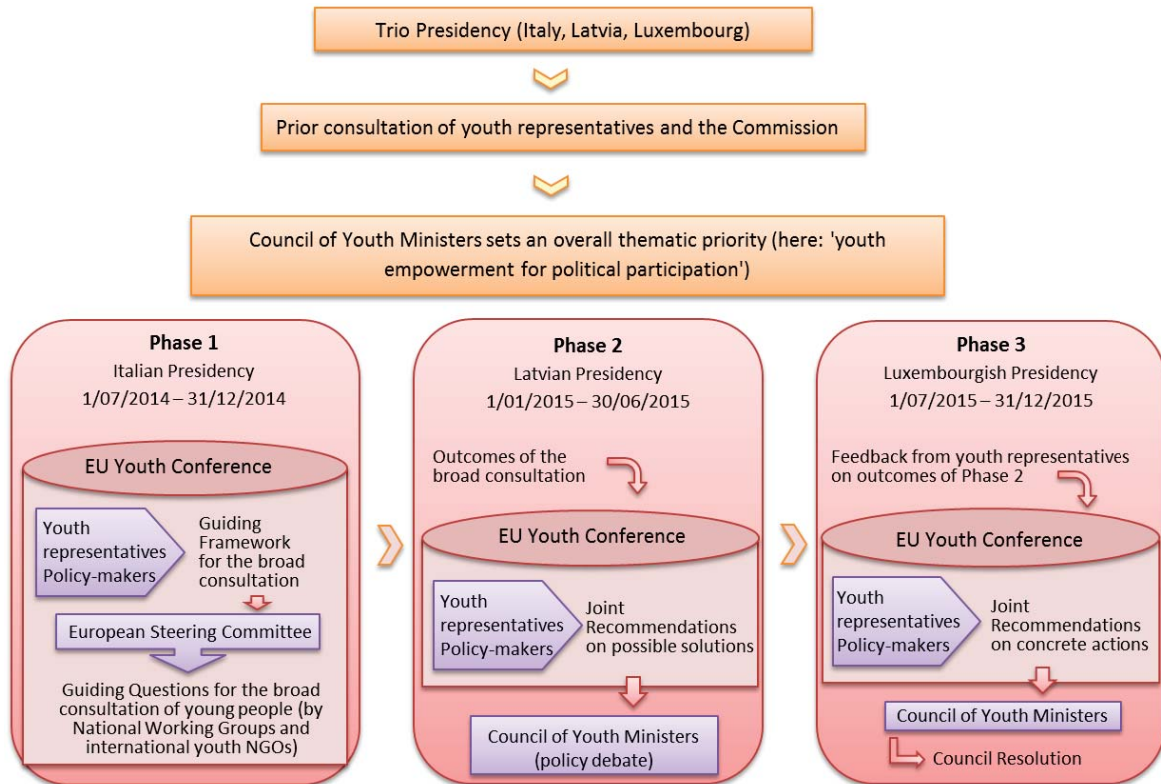 Trio Presidency (Italy, Latvia, Luxembourg)
Prior consultation of youth representatives and the Commission
Council of Youth Ministers sets an overall thematic priority (here: 'youth
empowerment for political participation')
Phase 1
Italian Presidency
1/07/2014 – 31/12/2014
EU Youth Conference
Youth
representatives
Policy-makers
Guiding
Framework
for the broad
consultation
European Steering Committee
Guiding Questions for the broad
consultation of young people (by
National Working Groups and
international youth NGOs)
Phase 2
Latvian Presidency
1/01/2015 – 30/06/2015
Outcomes of the
broad consultation
EU Youth Conference
Youth
representatives
Policy-makers
Joint
Recommendations
on possible solutions
Council of Youth Ministers
(policy debate)
Phase 3
Luxembourgish Presidency
1/07/2015 – 31/12/2015
Feedback from youth representatives
on outcomes of Phase 2
EU Youth Conference
Youth
representatives
Policy-makers
Joint
Recommendations
on concrete actions
Council of Youth Ministers
Council Resolution